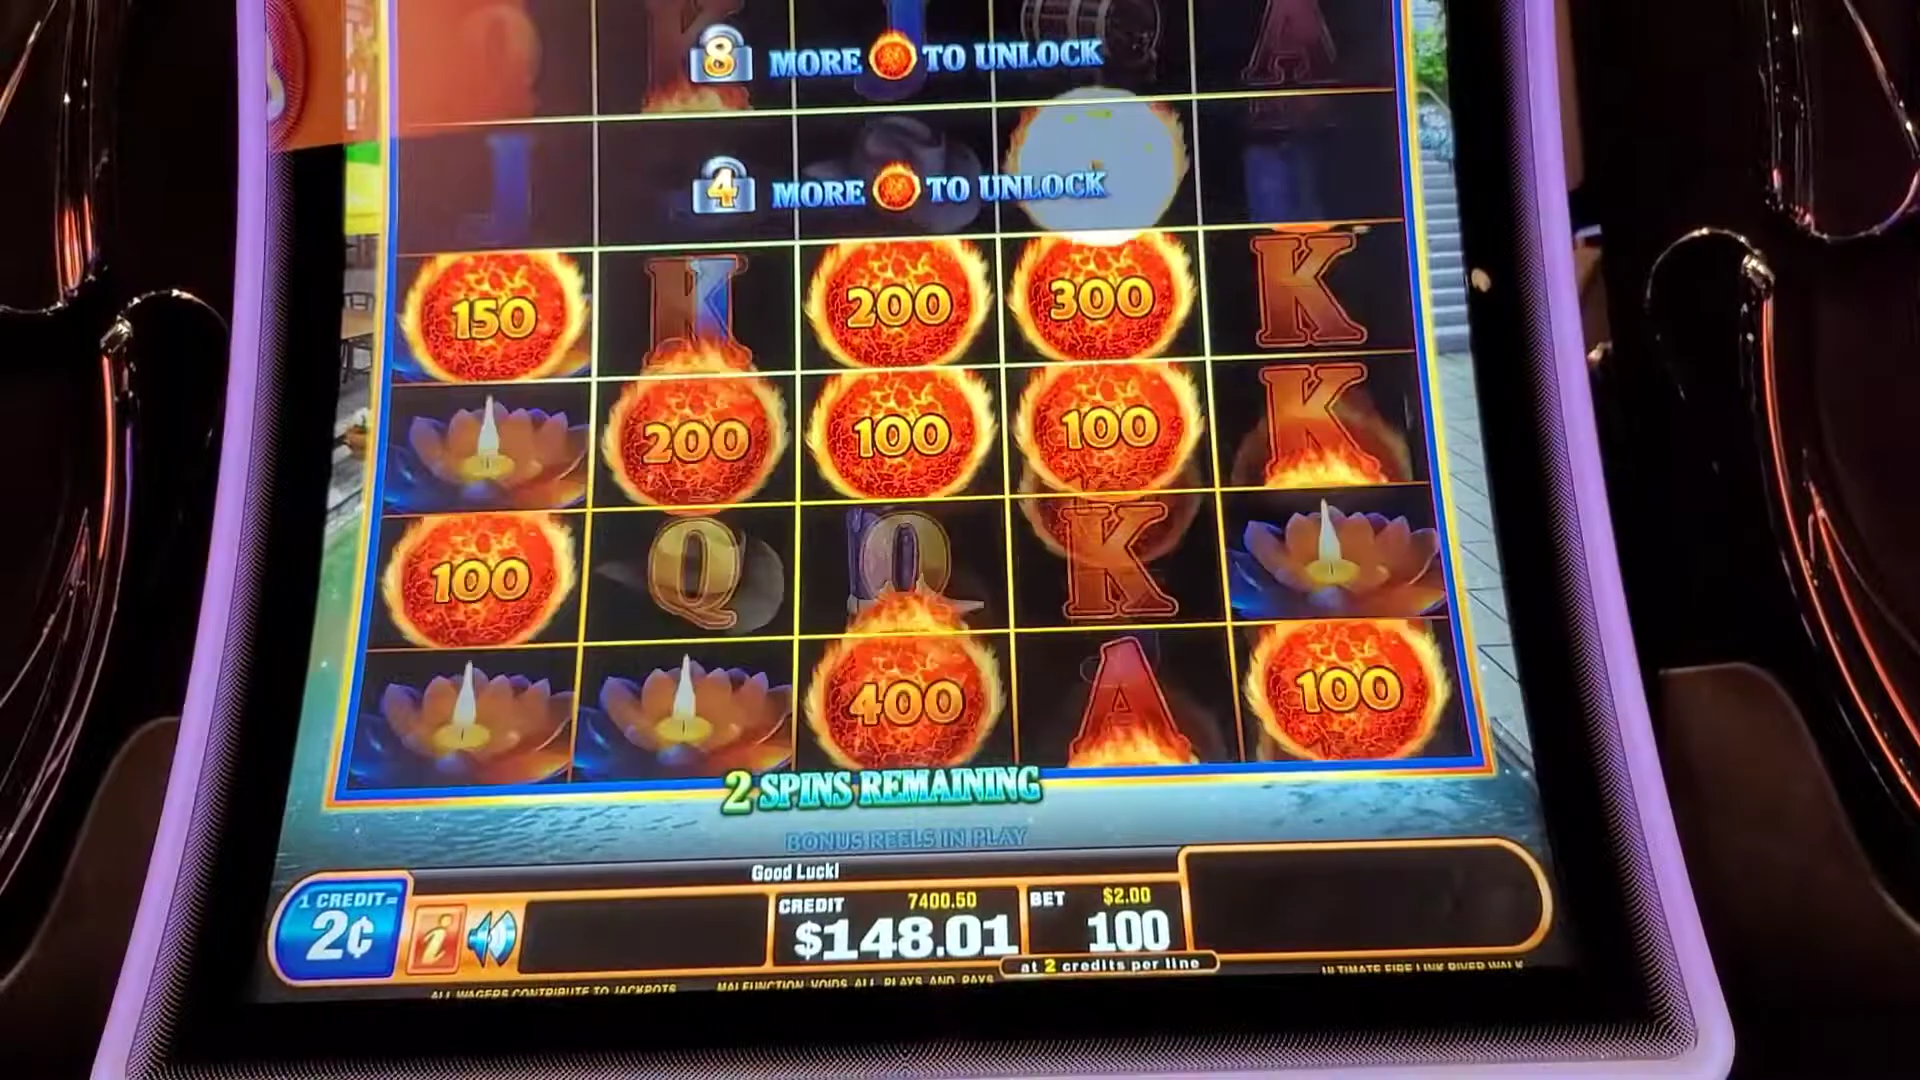 8 MORE TO UNLOCK
4 MORE TO UNLOCK
150 K 200 300 K
200 100 100 K
100 Q Q K
400 A 100
2 SPINS REMAINING
BONUS REELS IN PLAY
Good Luck!
1 CREDIT=
2¢
CREDIT 7400.50
$148.01
BET $2.00
100
at 2 credits per line
ALL WAGERS CONTRIBUTE TO JACKPOTS
MALFUNCTION VOIDS ALL PLAYS AND PAYS
ULTIMATE FIRE LINK RIVER WALK